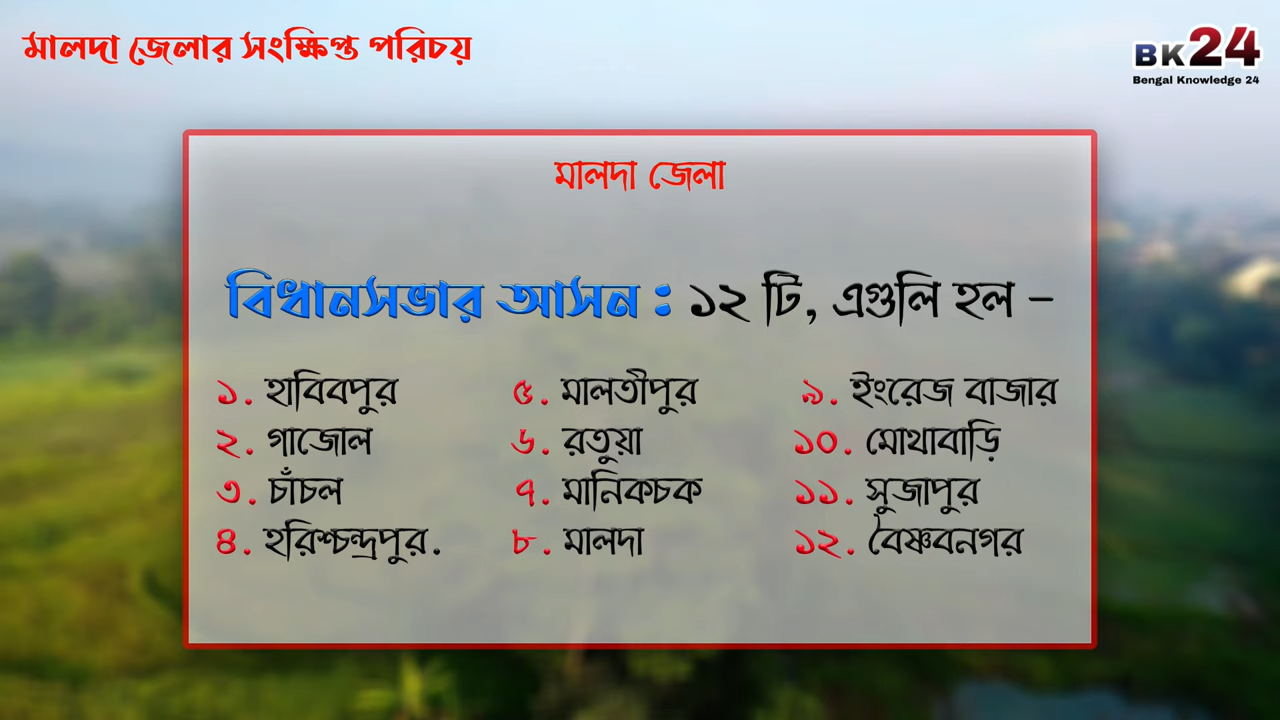 মালদা জেলার সংক্ষিপ্ত পরিচয়
BK24
Bengal Knowledge 24
মালদা জেলা
বিধানসভার আসন : ১২ টি, এগুলি হল –
১. হাবিবপুর
২. গাজোল
৩. চাঁচল
৪. হরিশ্চন্দ্রপুর.
৫. মালতীপুর
৬. রতুয়া
৭. মানিকচক
৮. মালদা
৯. ইংরেজ বাজার
১০. মোথাবাড়ি
১১. সুজাপুর
১২. বৈষ্ণবনগর